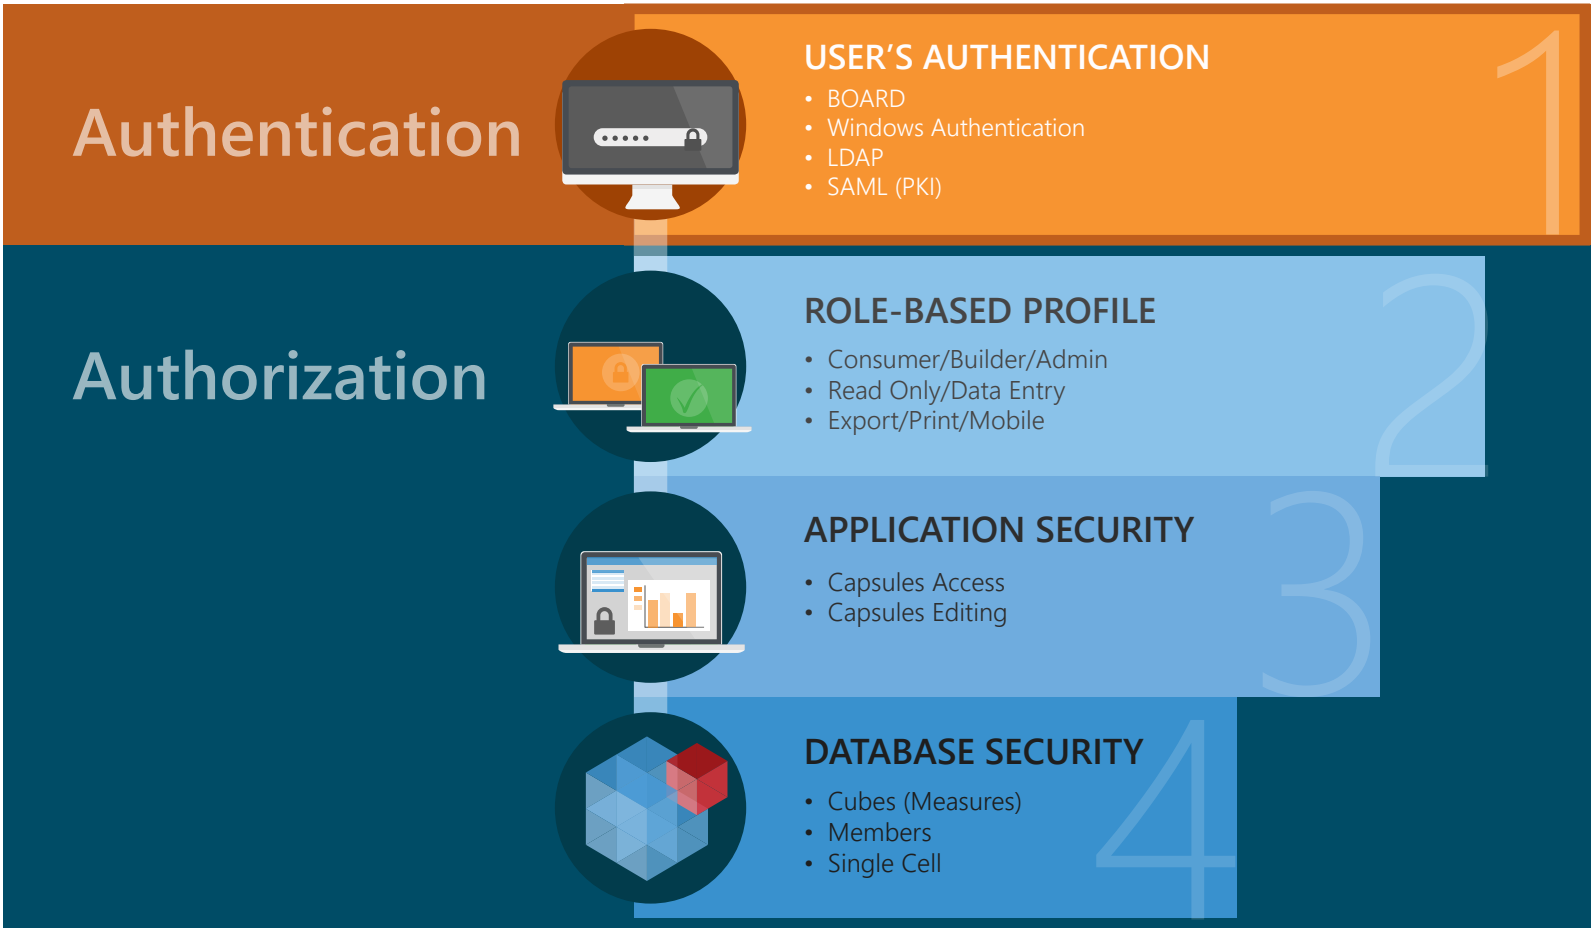 Authentication
1
USER’S AUTHENTICATION
• BOARD
• Windows Authentication
• LDAP
• SAML (PKI)
Authorization
2
ROLE-BASED PROFILE
• Consumer/Builder/Admin
• Read Only/Data Entry
• Export/Print/Mobile
3
APPLICATION SECURITY
• Capsules Access
• Capsules Editing
4
DATABASE SECURITY
• Cubes (Measures)
• Members
• Single Cell